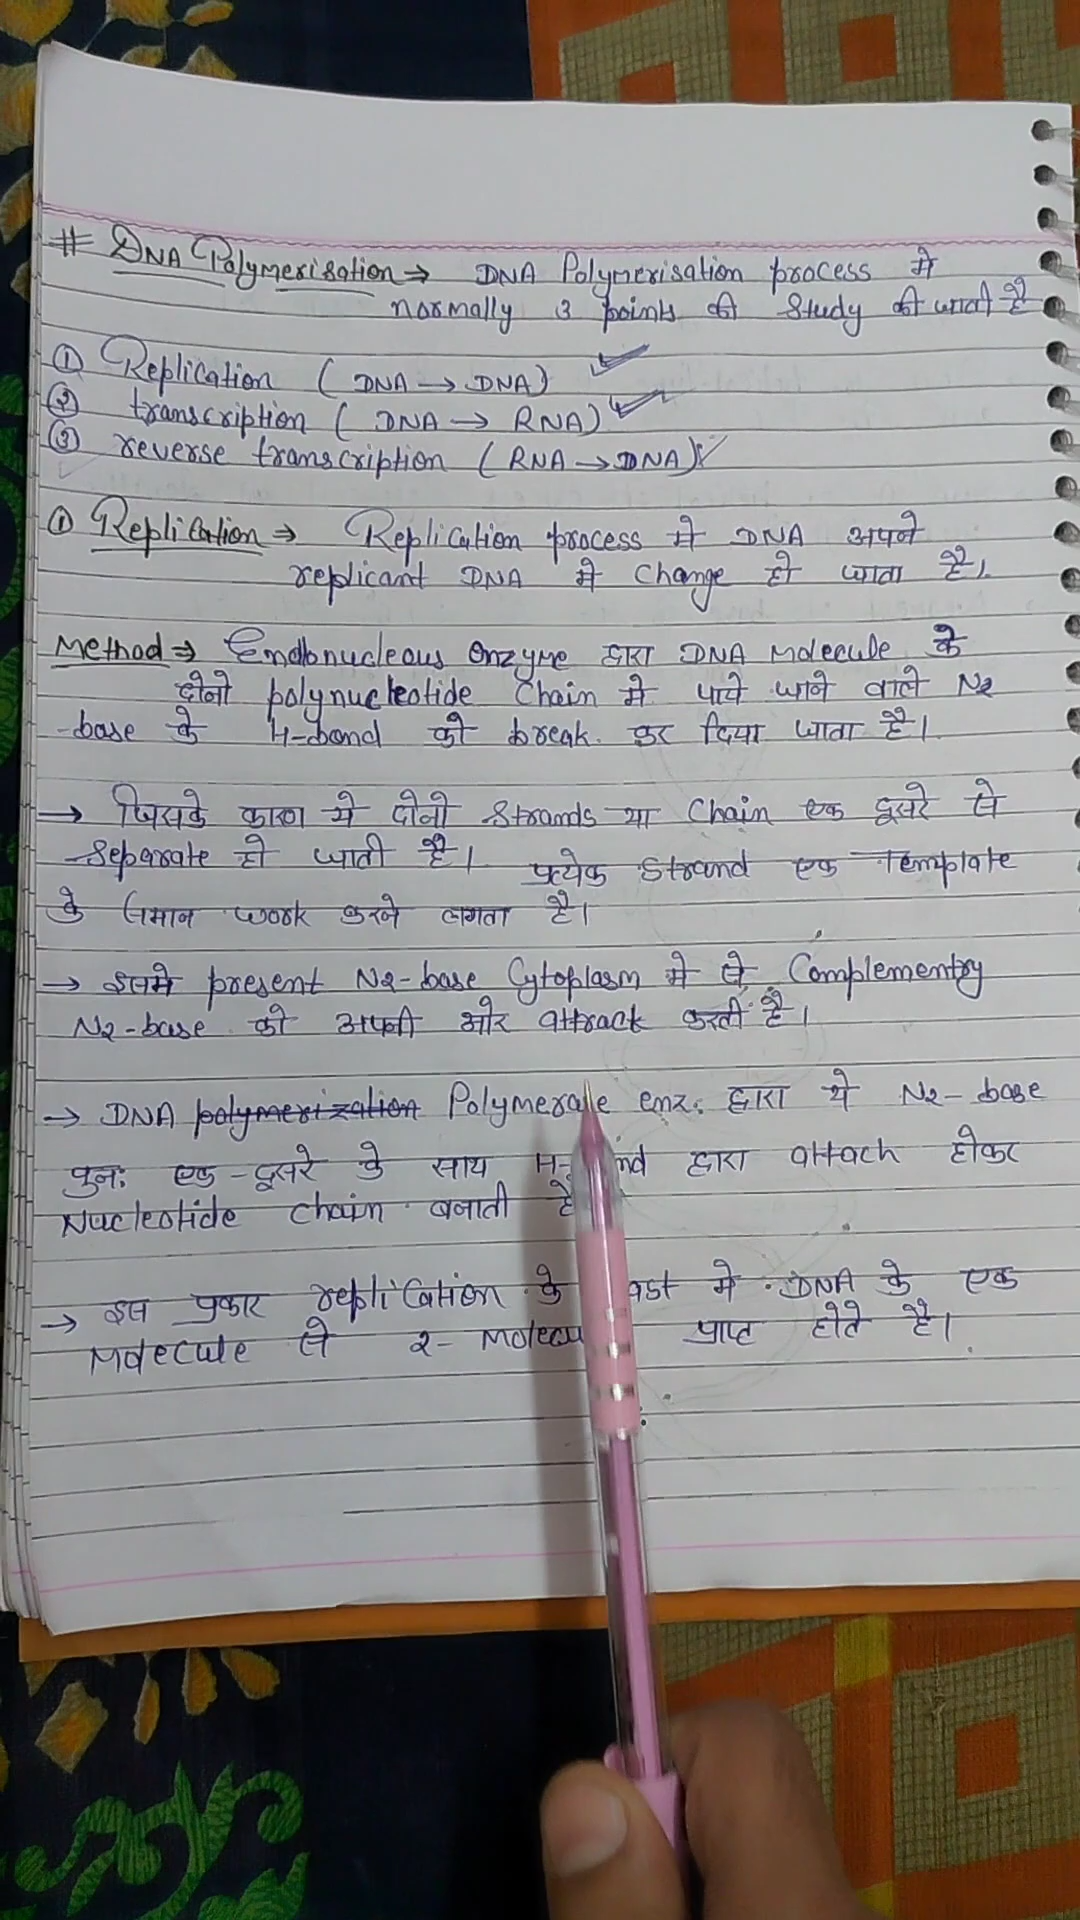 # DNA Polymerisation → DNA Polymerisation process मे
normally 3 points की study की जाती है
① Replication (DNA → DNA)
② transcription (DNA → RNA)
③ reverse transcription (RNA → DNA)
① Replication ⇒ Replication process मे DNA अपने
replicant DNA मे change हो जाता है।
Method ⇒ Endonucleous enzyme द्वारा DNA Molecule के
दोनो polynucleotide chain मे पाये जाने वाले N2
-base के H-bond को break कर दिया जाता है।
→ जिसके कारण ये दोनो strands या chain एक दूसरे से
separate हो जाती है। प्रत्येक strand एक Template
के समान work करने लगता है।
→ इसमे present N2-base Cytoplasm मे से Complementry
N2-base को अपनी और attrack करती है।
→ DNA polymerization Polymerase enz. द्वारा ये N2-base
पुनः एक-दूसरे के साथ द्वारा attach होकर
Nucleotide chain बनाती
→ इस प्रकार replication के मे DNA के एक
Molecule से 2- प्राप्त होते है।